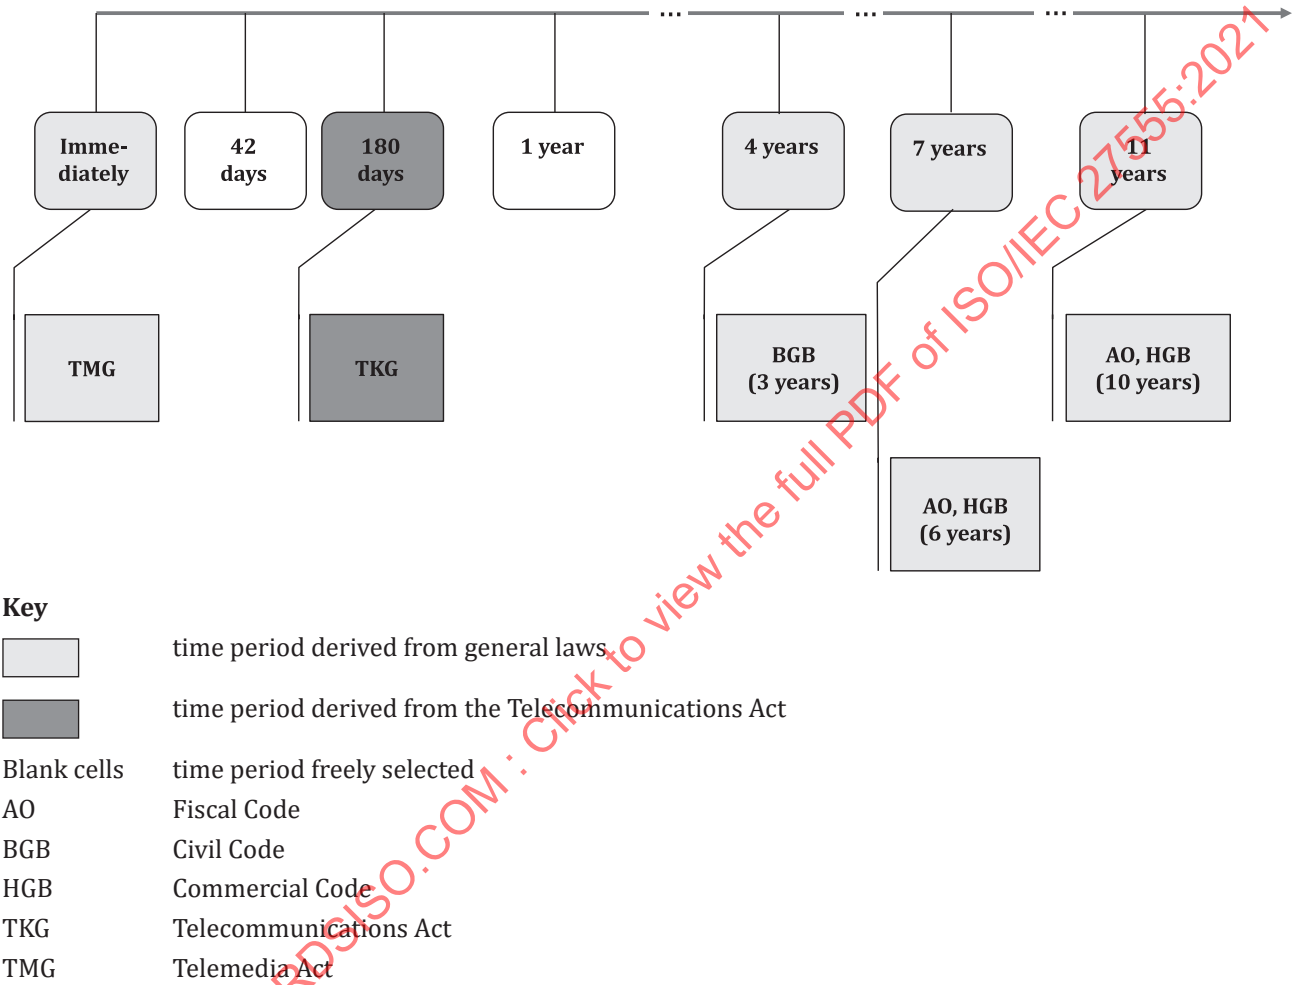 ... ... ...
Imme-
diately
42
days
180
days
1 year
4 years
7 years
11
years
TMG
TKG
BGB
(3 years)
AO, HGB
(10 years)
AO, HGB
(6 years)
Key
time period derived from general laws
time period derived from the Telecommunications Act
Blank cells time period freely selected
AO Fiscal Code
BGB Civil Code
HGB Commercial Code
TKG Telecommunications Act
TMG Telemedia Act
RDSISO.COM : Click to view the full PDF of ISO/IEC 27555:2021